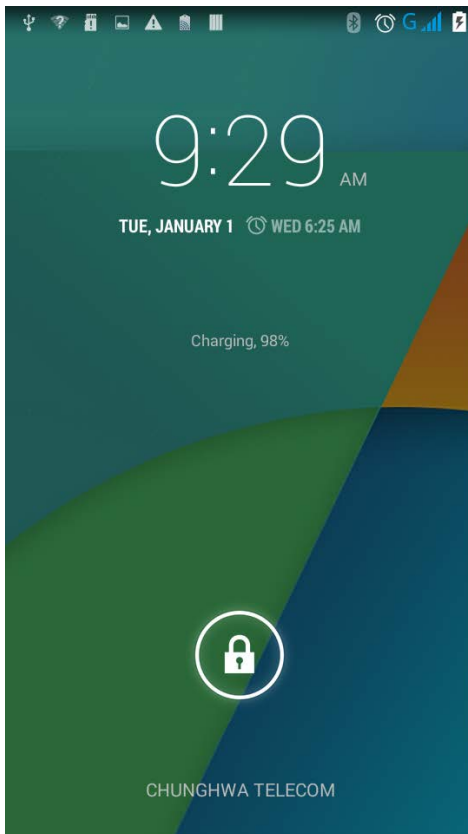 G
9:29 AM
TUE, JANUARY 1 WED 6:25 AM
Charging, 98%
CHUNGHWA TELECOM